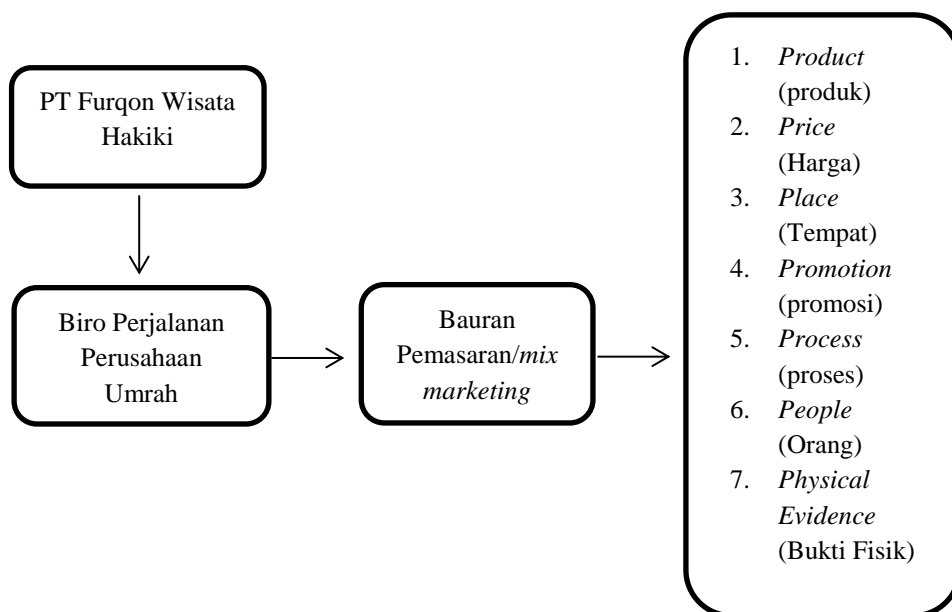 PT Furqon Wisata
Hakiki
Biro Perjalanan
Perusahaan
Umrah
Bauran
Pemasaran/mix
marketing
1. Product
(produk)
2. Price
(Harga)
3. Place
(Tempat)
4. Promotion
(promosi)
5. Process
(proses)
6. People
(Orang)
7. Physical
Evidence
(Bukti Fisik)